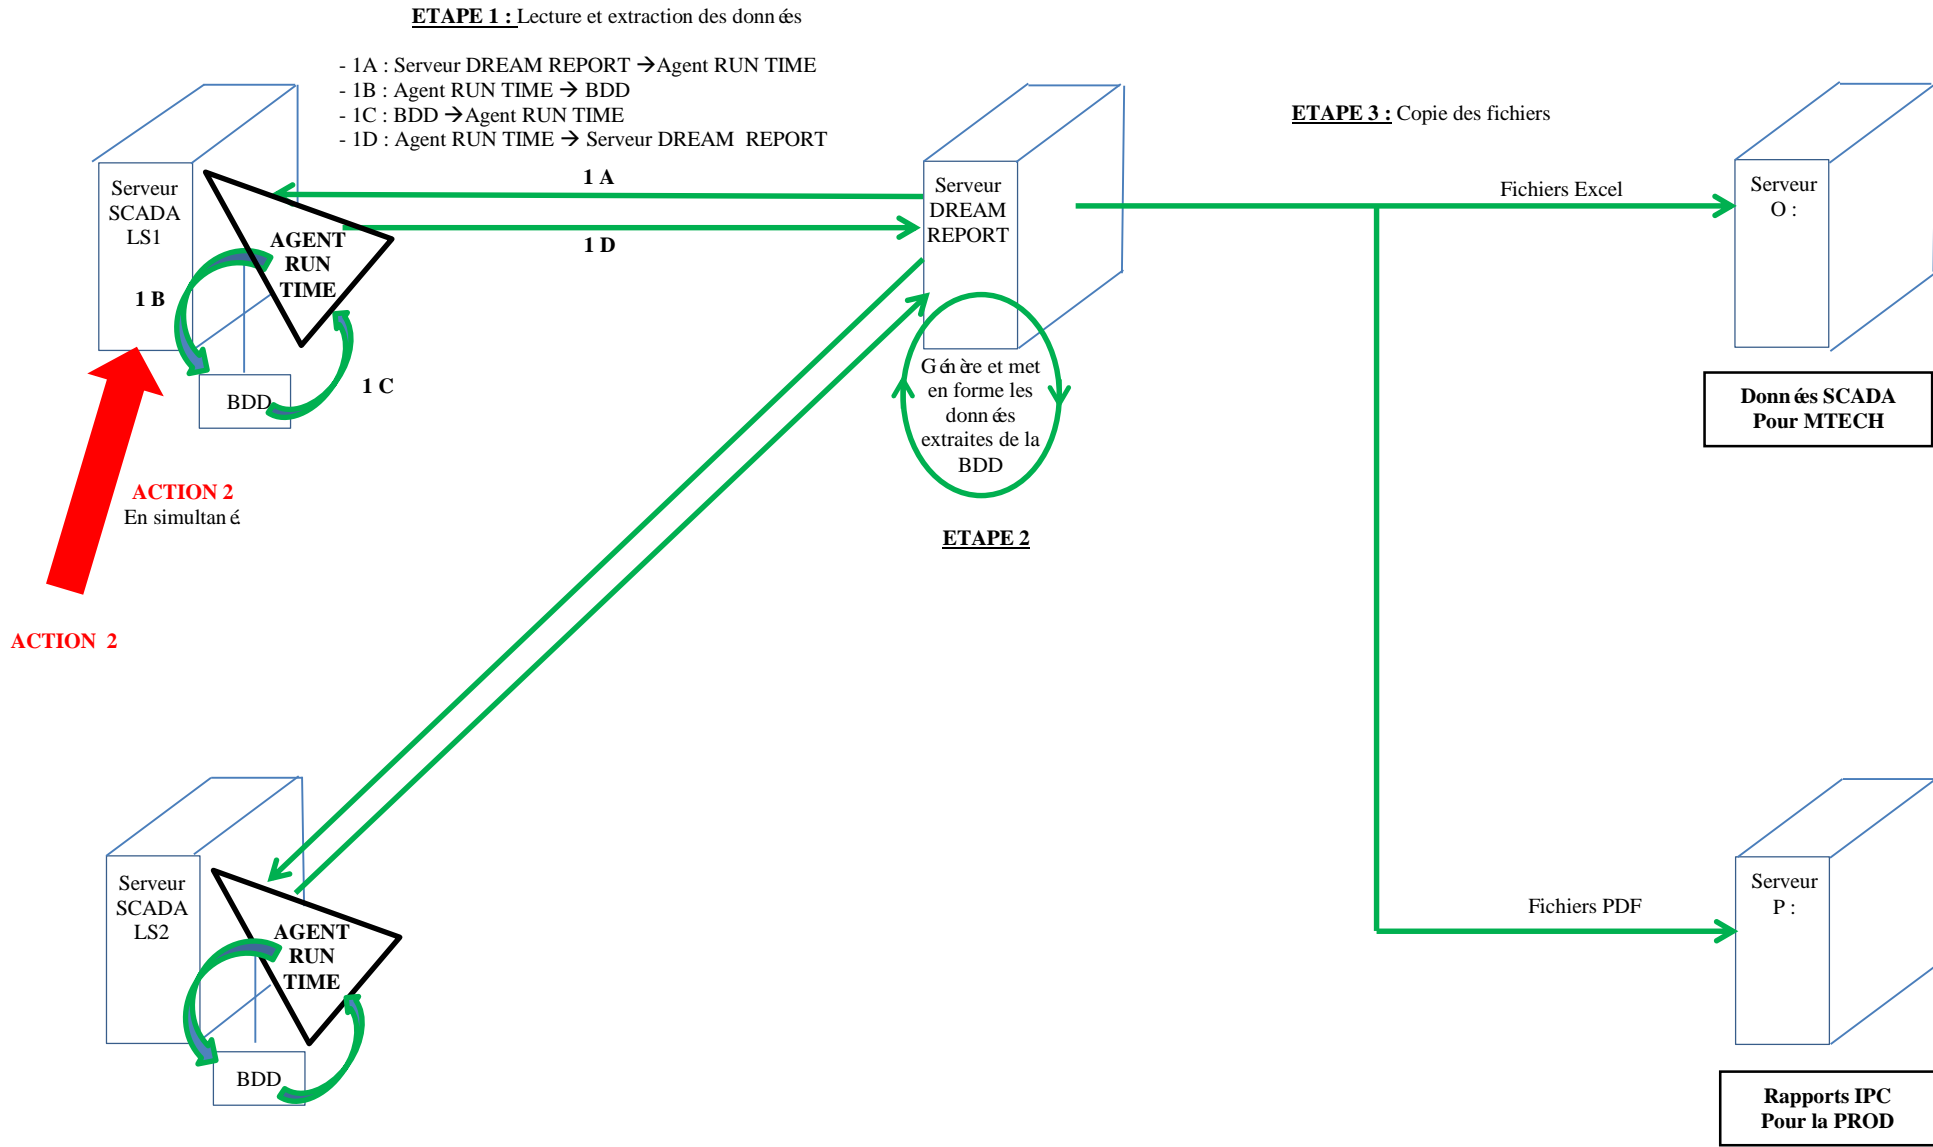 ETAPE 1 : Lecture et extraction des données
- 1A : Serveur DREAM REPORT → Agent RUN TIME
- 1B : Agent RUN TIME → BDD
- 1C : BDD → Agent RUN TIME
- 1D : Agent RUN TIME → Serveur DREAM REPORT
ETAPE 3 : Copie des fichiers
Serveur
SCADA
LS1
AGENT
RUN
TIME
1 A
1 D
1 B
1 C
BDD
Serveur
DREAM
REPORT
Génère et met
en forme les
données
extraites de la
BDD
ETAPE 2
Fichiers Excel
Serveur
O :
Données SCADA
Pour MTECH
ACTION 2
En simultané
ACTION 2
Serveur
SCADA
LS2
AGENT
RUN
TIME
BDD
Fichiers PDF
Serveur
P :
Rapports IPC
Pour la PROD